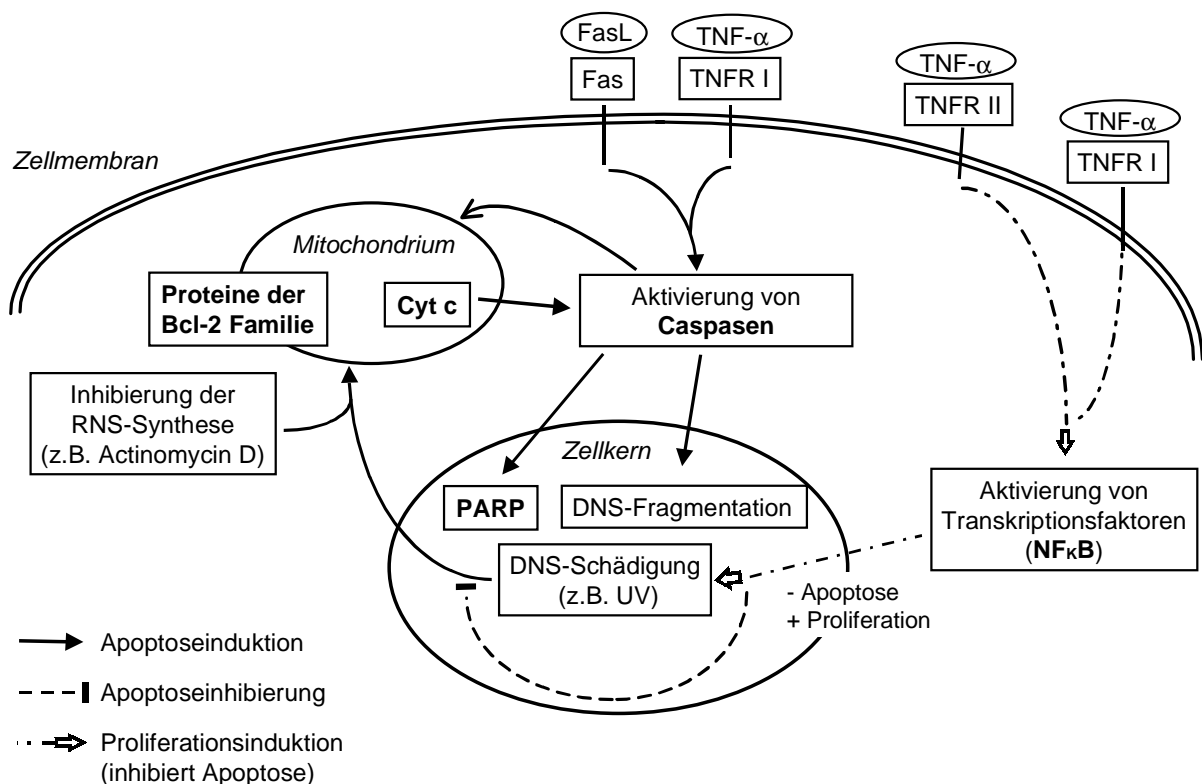 FasL
Fas
TNF-α
TNFR I
TNF-α
TNFR II
TNF-α
TNFR I
Zellmembran
Mitochondrium
Proteine der
Bcl-2 Familie
Cyt c
Aktivierung von
Caspasen
Inhibierung der
RNS-Synthese
(z.B. Actinomycin D)
Zellkern
PARP
DNS-Fragmentation
DNS-Schädigung
(z.B. UV)
Aktivierung von
Transkriptionsfaktoren
(NFκB)
- Apoptose
+ Proliferation
Apoptoseinduktion
Apoptoseinhibierung
Proliferationsinduktion
(inhibiert Apoptose)